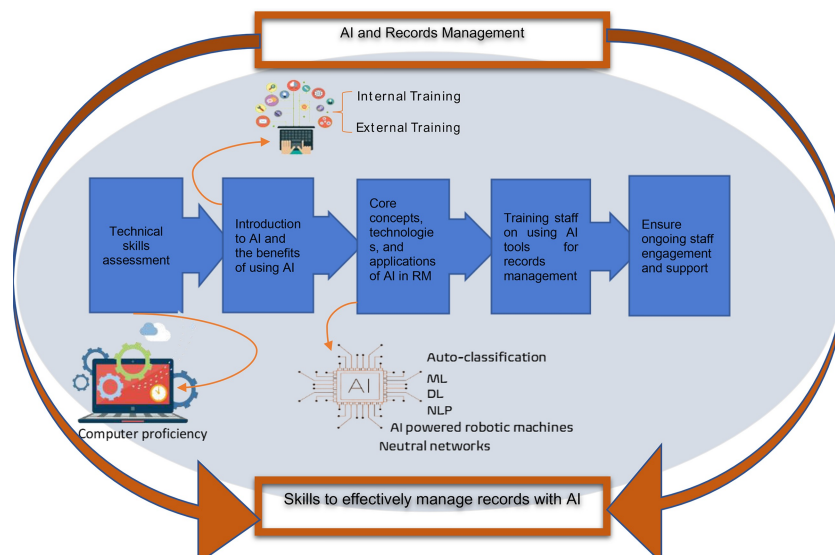 AI and Records Management
Internal Training
External Training
Technical
skills
assessment
Introduction
to AI and
the benefits
of using AI
Core
concepts,
technologie
s, and
applications
of AI in RM
Training staff
on using AI
tools for
records
management
Ensure
ongoing staff
engagement
and support
Computer proficiency
AI
Auto-classification
ML
DL
NLP
AI powered robotic machines
Neutral networks
Skills to effectively manage records with AI